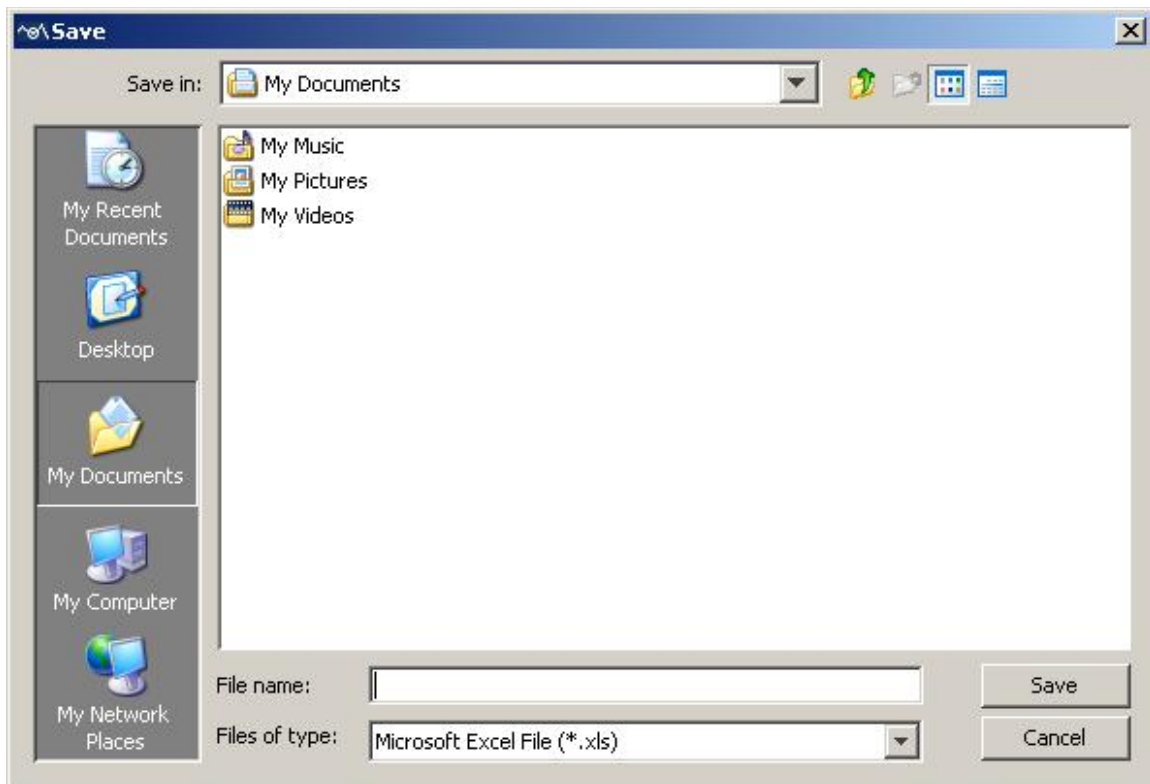 Save
Save in: My Documents
My Recent
Documents
Desktop
My Documents
My Computer
My Network
Places
My Music
My Pictures
My Videos
File name:
Save
Files of type: Microsoft Excel File (*.xls)
Cancel